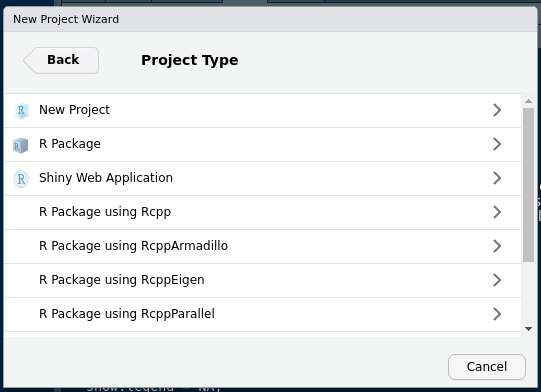 New Project Wizard
Back
Project Type
New Project
R Package
Shiny Web Application
R Package using Rcpp
R Package using RcppArmadillo
R Package using RcppEigen
R Package using RcppParallel
Cancel